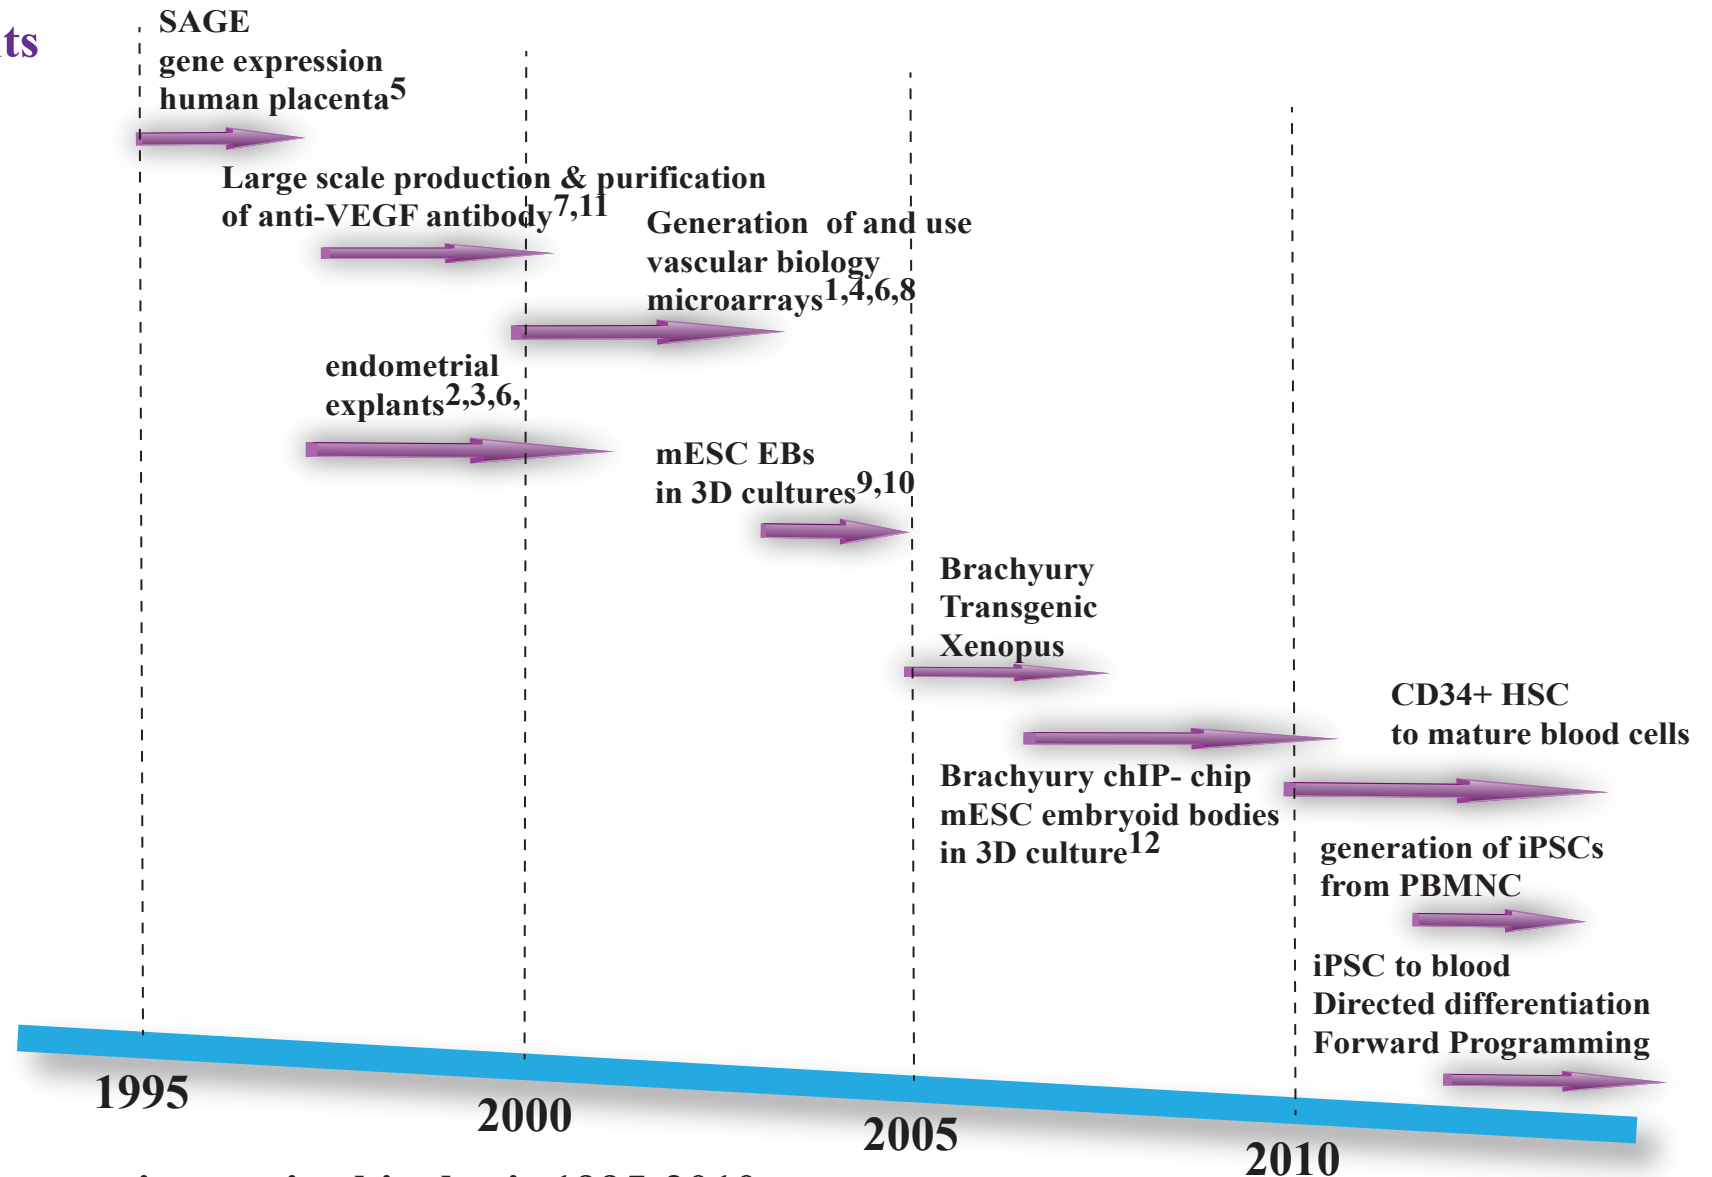 ts
SAGE
gene expression
human placenta5
Large scale production & purification
of anti-VEGF antibody7,11
Generation of and use
vascular biology
microarrays1,4,6,8
endometrial
explants2,3,6,
mESC EBs
in 3D cultures9,10
Brachyury
Transgenic
Xenopus
CD34+ HSC
to mature blood cells
Brachyury chIP- chip
mESC embryoid bodies
in 3D culture12
generation of iPSCs
from PBMNC
iPSC to blood
Directed differentiation
Forward Programming
1995
2000
2005
2010